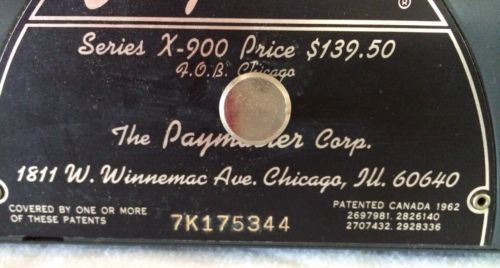 ®
Series X-900 Price $139.50
F.O.B. Chicago
The Paymaster Corp.
1811 W. Winnemac Ave. Chicago, Ill. 60640
COVERED BY ONE OR MORE
OF THESE PATENTS
7K175344
PATENTED CANADA 1962
2697981. 2826140
2707432. 2928336